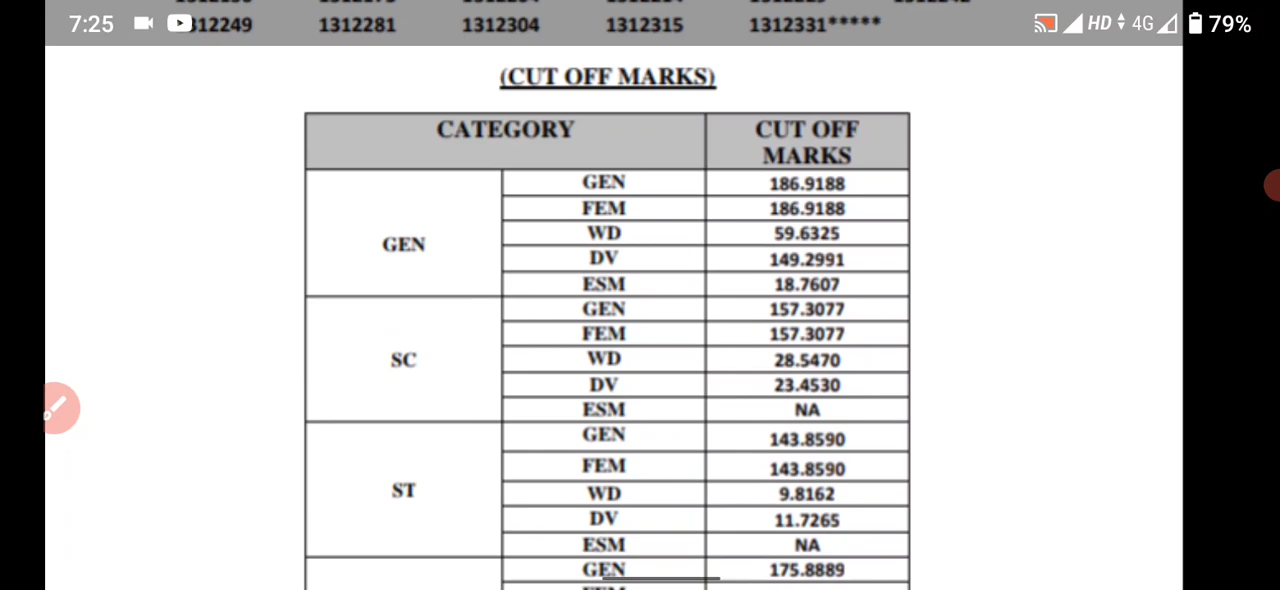 7:25 HD 4G 79%
1312249 1312281 1312304 1312315 1312331*****
(CUT OFF MARKS)
CATEGORY CUT OFF
MARKS
GEN GEN 186.9188
FEM 186.9188
WD 59.6325
DV 149.2991
ESM 18.7607
SC GEN 157.3077
FEM 157.3077
WD 28.5470
DV 23.4530
ESM NA
ST GEN 143.8590
FEM 143.8590
WD 9.8162
DV 11.7265
ESM NA
GEN 175.8889